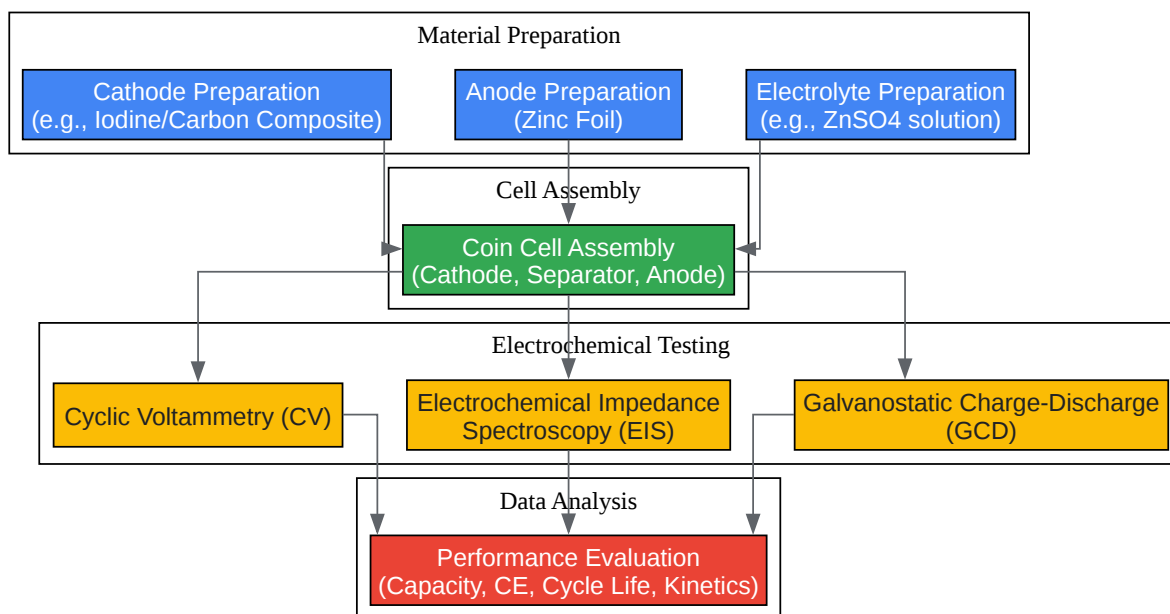 Material Preparation
Cathode Preparation
(e.g., Iodine/Carbon Composite)
Anode Preparation
(Zinc Foil)
Electrolyte Preparation
(e.g., ZnSO4 solution)
Cell Assembly
Coin Cell Assembly
(Cathode, Separator, Anode)
Electrochemical Testing
Cyclic Voltammetry (CV)
Electrochemical Impedance
Spectroscopy (EIS)
Galvanostatic Charge-Discharge
(GCD)
Data Analysis
Performance Evaluation
(Capacity, CE, Cycle Life, Kinetics)